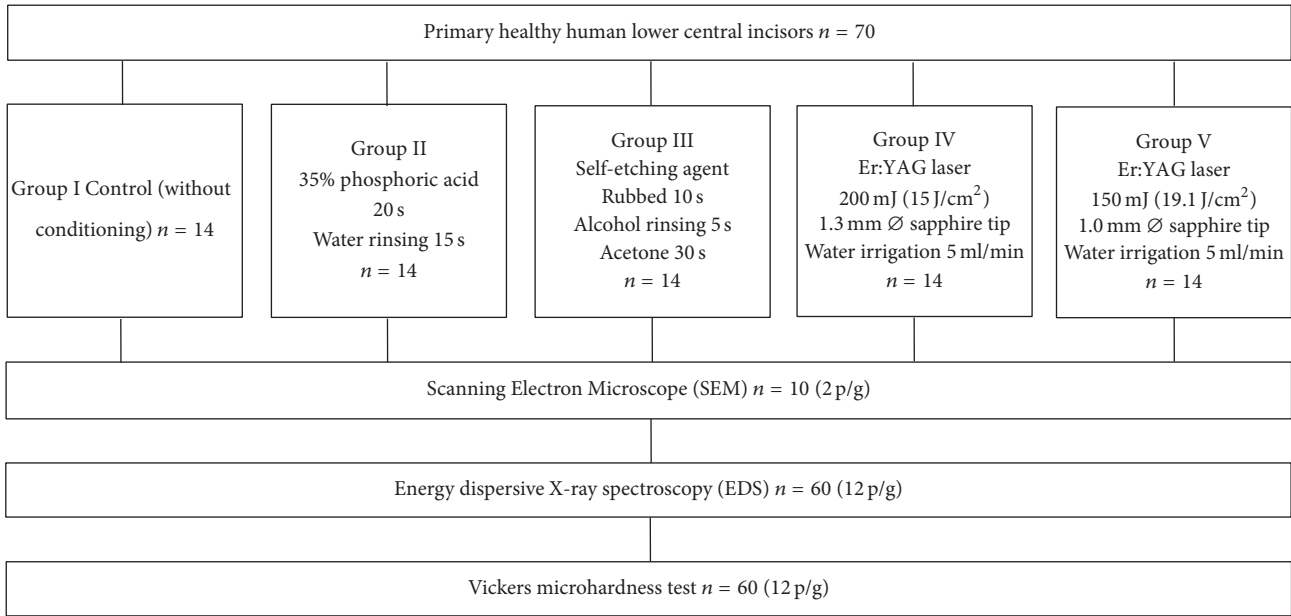 Primary healthy human lower central incisors n = 70
Group I Control (without
conditioning) n = 14
Group II
35% phosphoric acid
20 s
Water rinsing 15 s
n = 14
Group III
Self-etching agent
Rubbed 10 s
Alcohol rinsing 5 s
Acetone 30 s
n = 14
Group IV
Er:YAG laser
200 mJ (15 J/cm²)
1.3 mm Ø sapphire tip
Water irrigation 5 ml/min
n = 14
Group V
Er:YAG laser
150 mJ (19.1 J/cm²)
1.0 mm Ø sapphire tip
Water irrigation 5 ml/min
n = 14
Scanning Electron Microscope (SEM) n = 10 (2 p/g)
Energy dispersive X-ray spectroscopy (EDS) n = 60 (12 p/g)
Vickers microhardness test n = 60 (12 p/g)